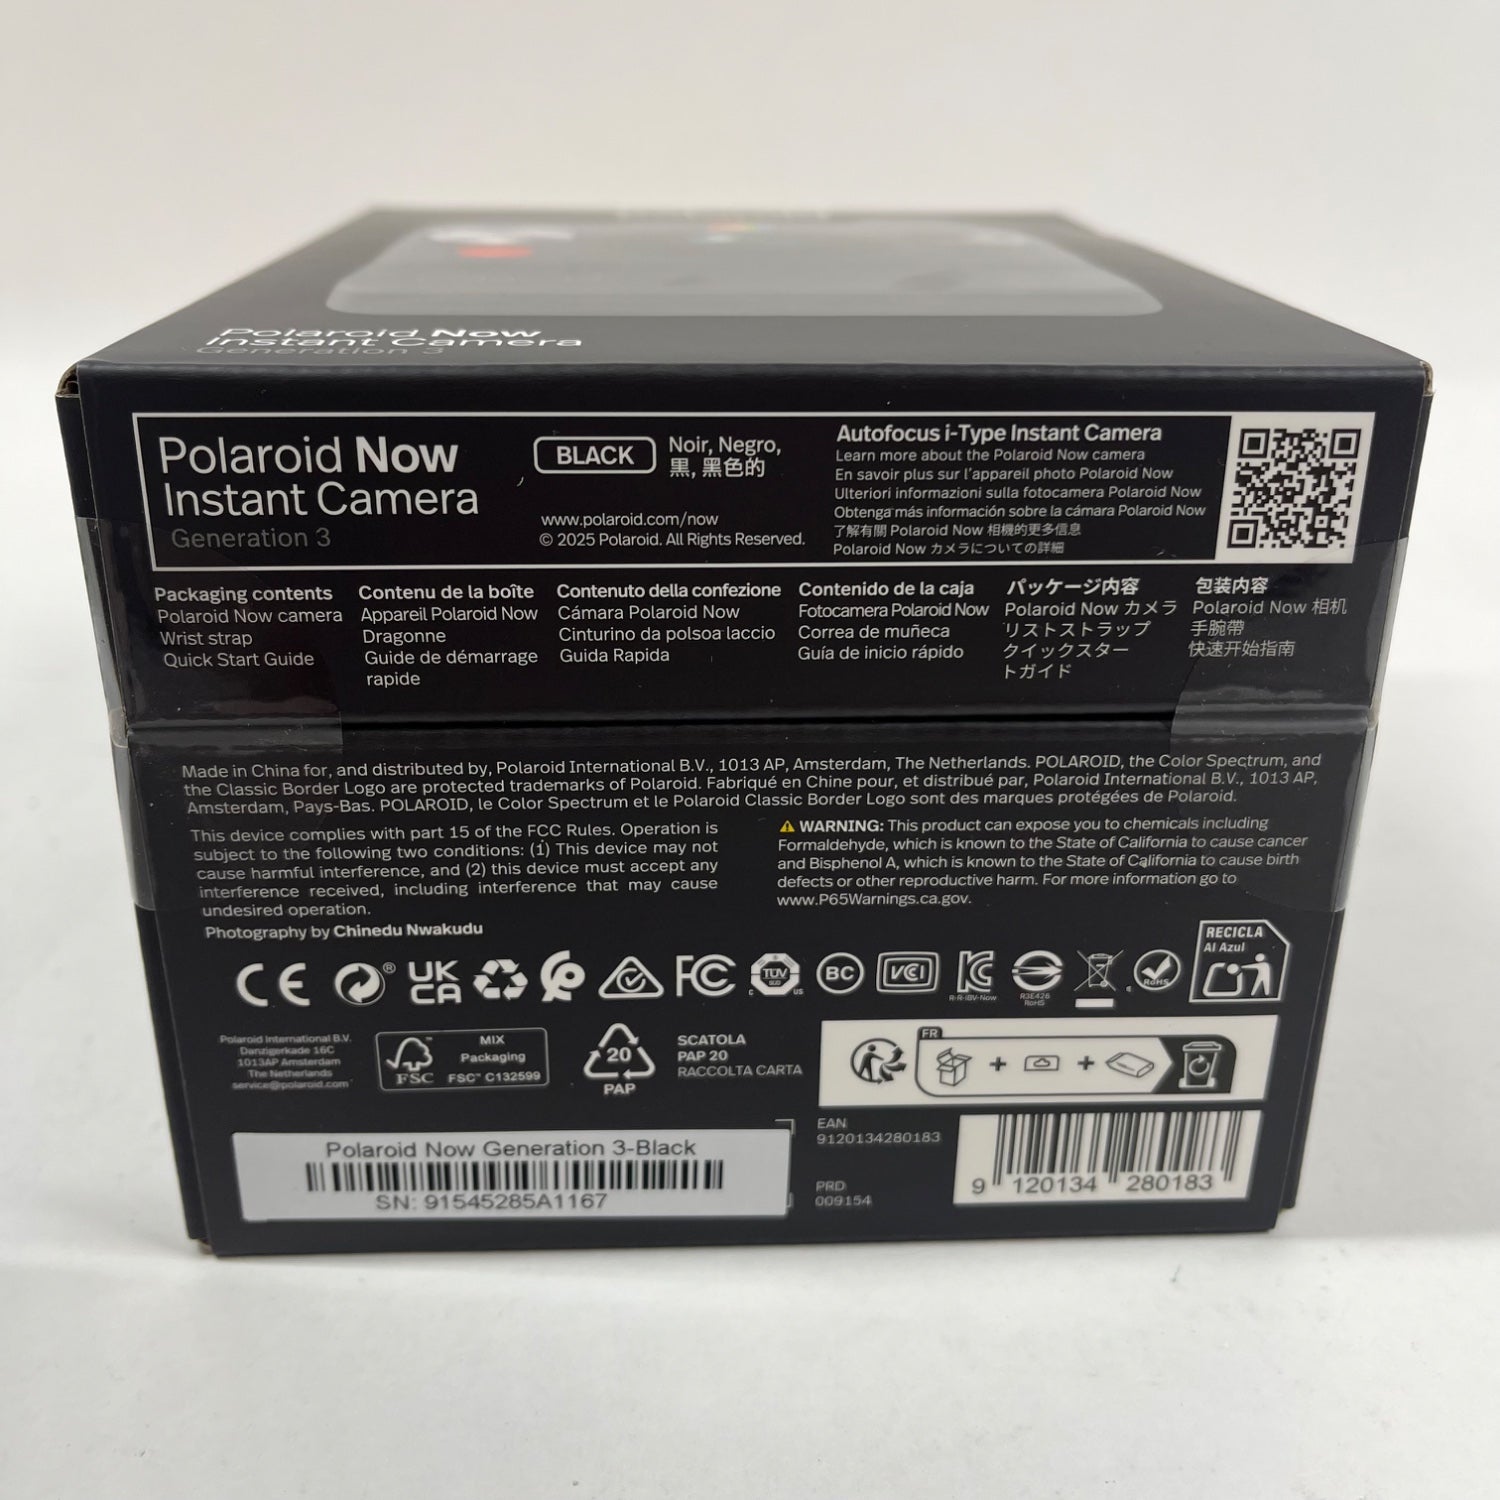 Polaroid Now
Instant Camera
Generation 3
Polaroid Now
Instant Camera
Generation 3
BLACK
Noir, Negro,
黒, 黑色的
www.polaroid.com/now
© 2025 Polaroid. All Rights Reserved.
Autofocus i-Type Instant Camera
Learn more about the Polaroid Now camera
En savoir plus sur l'appareil photo Polaroid Now
Ulteriori informazioni sulla fotocamera Polaroid Now
Obtenga más información sobre la cámara Polaroid Now
了解有關 Polaroid Now 相機的更多信息
Polaroid Now カメラについての詳細
Packaging contents
Polaroid Now camera
Wrist strap
Quick Start Guide
Contenu de la boîte
Appareil Polaroid Now
Dragonne
Guide de démarrage
rapide
Contenuto della confezione
Cámara Polaroid Now
Cinturino da polsoa laccio
Guida Rapida
Contenido de la caja
Fotocamera Polaroid Now
Correa de muñeca
Guía de inicio rápido
パッケージ内容
Polaroid Now カメラ
リストストラップ
クイックスター
トガイド
包装内容
Polaroid Now 相机
手腕带
快速开始指南
Made in China for, and distributed by, Polaroid International B.V., 1013 AP, Amsterdam, The Netherlands. POLAROID, the Color Spectrum, and
the Classic Border Logo are protected trademarks of Polaroid. Fabriqué en Chine pour, et distribué par, Polaroid International B.V., 1013 AP,
Amsterdam, Pays-Bas. POLAROID, le Color Spectrum et le Polaroid Classic Border Logo sont des marques protégées de Polaroid.
This device complies with part 15 of the FCC Rules. Operation is
subject to the following two conditions: (1) This device may not
cause harmful interference, and (2) this device must accept any
interference received, including interference that may cause
undesired operation.
Photography by Chinedu Nwakudu
WARNING: This product can expose you to chemicals including
Formaldehyde, which is known to the State of California to cause cancer
and Bisphenol A, which is known to the State of California to cause birth
defects or other reproductive harm. For more information go to
www.P65Warnings.ca.gov.
CE
®
UK
CA
FC
TÜV
SÜD
C US
BC
VCI
KC
R-R-IBV-Now
R3E426
RoHS
RoHS
RECICLA
Al Azul
Polaroid International B.V.
Danzigerkade 16C
1013AP Amsterdam
The Netherlands
service@polaroid.com
FSC
MIX
Packaging
FSC™ C132599
20
PAP
SCATOLA
PAP 20
RACCOLTA CARTA
FR
+ +
Polaroid Now Generation 3-Black
SN: 91545285A1167
EAN
9120134280183
PRD
009154
9 120134 280183